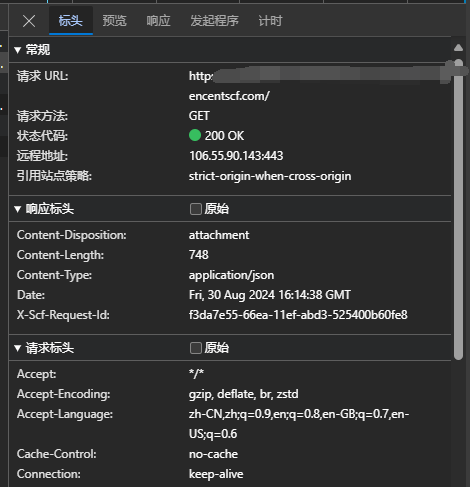 标头 预览 响应 发起程序 计时
常规
请求 URL: http
encentscf.com/
请求方法: GET
状态代码: 200 OK
远程地址: 106.55.90.143:443
引用站点策略: strict-origin-when-cross-origin
响应标头 原始
Content-Disposition: attachment
Content-Length: 748
Content-Type: application/json
Date: Fri, 30 Aug 2024 16:14:38 GMT
X-Scf-Request-Id: f3da7e55-66ea-11ef-abd3-525400b60fe8
请求标头 原始
Accept: */*
Accept-Encoding: gzip, deflate, br, zstd
Accept-Language: zh-CN,zh;q=0.9,en;q=0.8,en-GB;q=0.7,en-
US;q=0.6
Cache-Control: no-cache
Connection: keep-alive